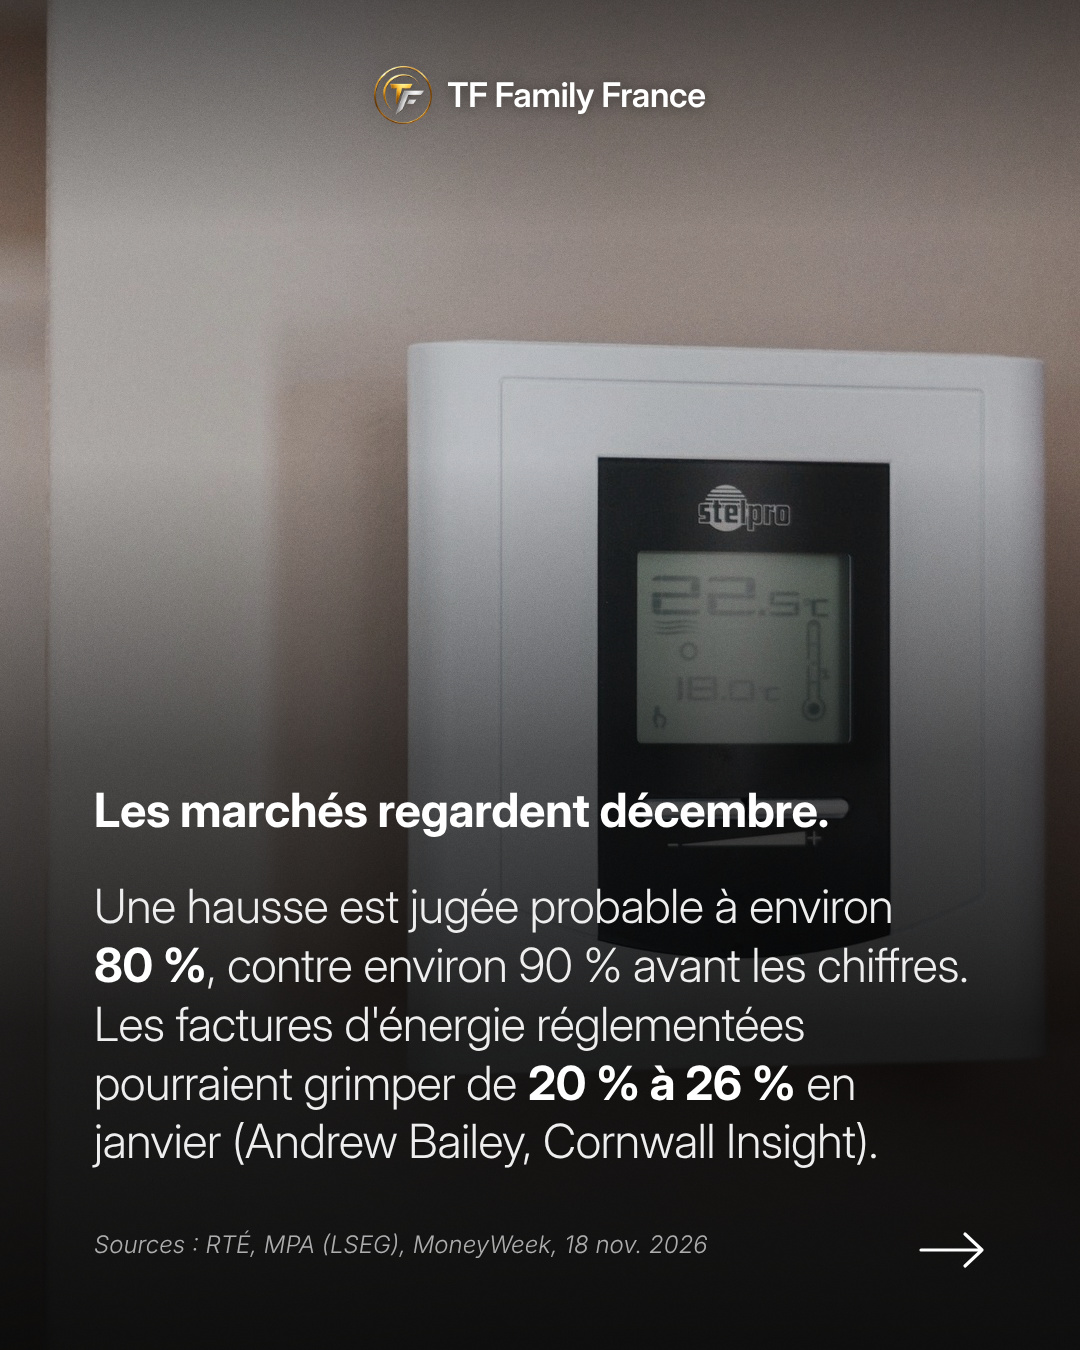 TF Family France
stelpro
22.5°C
18.0°C
Les marchés regardent décembre.
Une hausse est jugée probable à environ
80 %, contre environ 90 % avant les chiffres.
Les factures d'énergie réglementées
pourraient grimper de 20 % à 26 % en
janvier (Andrew Bailey, Cornwall Insight).
Sources : RTÉ, MPA (LSEG), MoneyWeek, 18 nov. 2026